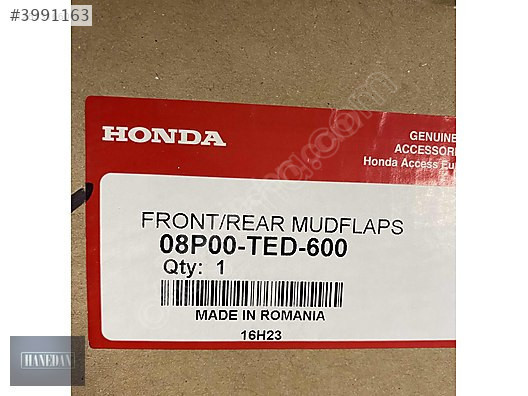 #3991163
HONDA
GENUINE
ACCESSOR
Honda Access Eu
FRONT/REAR MUDFLAPS
08P00-TED-600
Qty: 1
MADE IN ROMANIA
16H23
HANEDAN